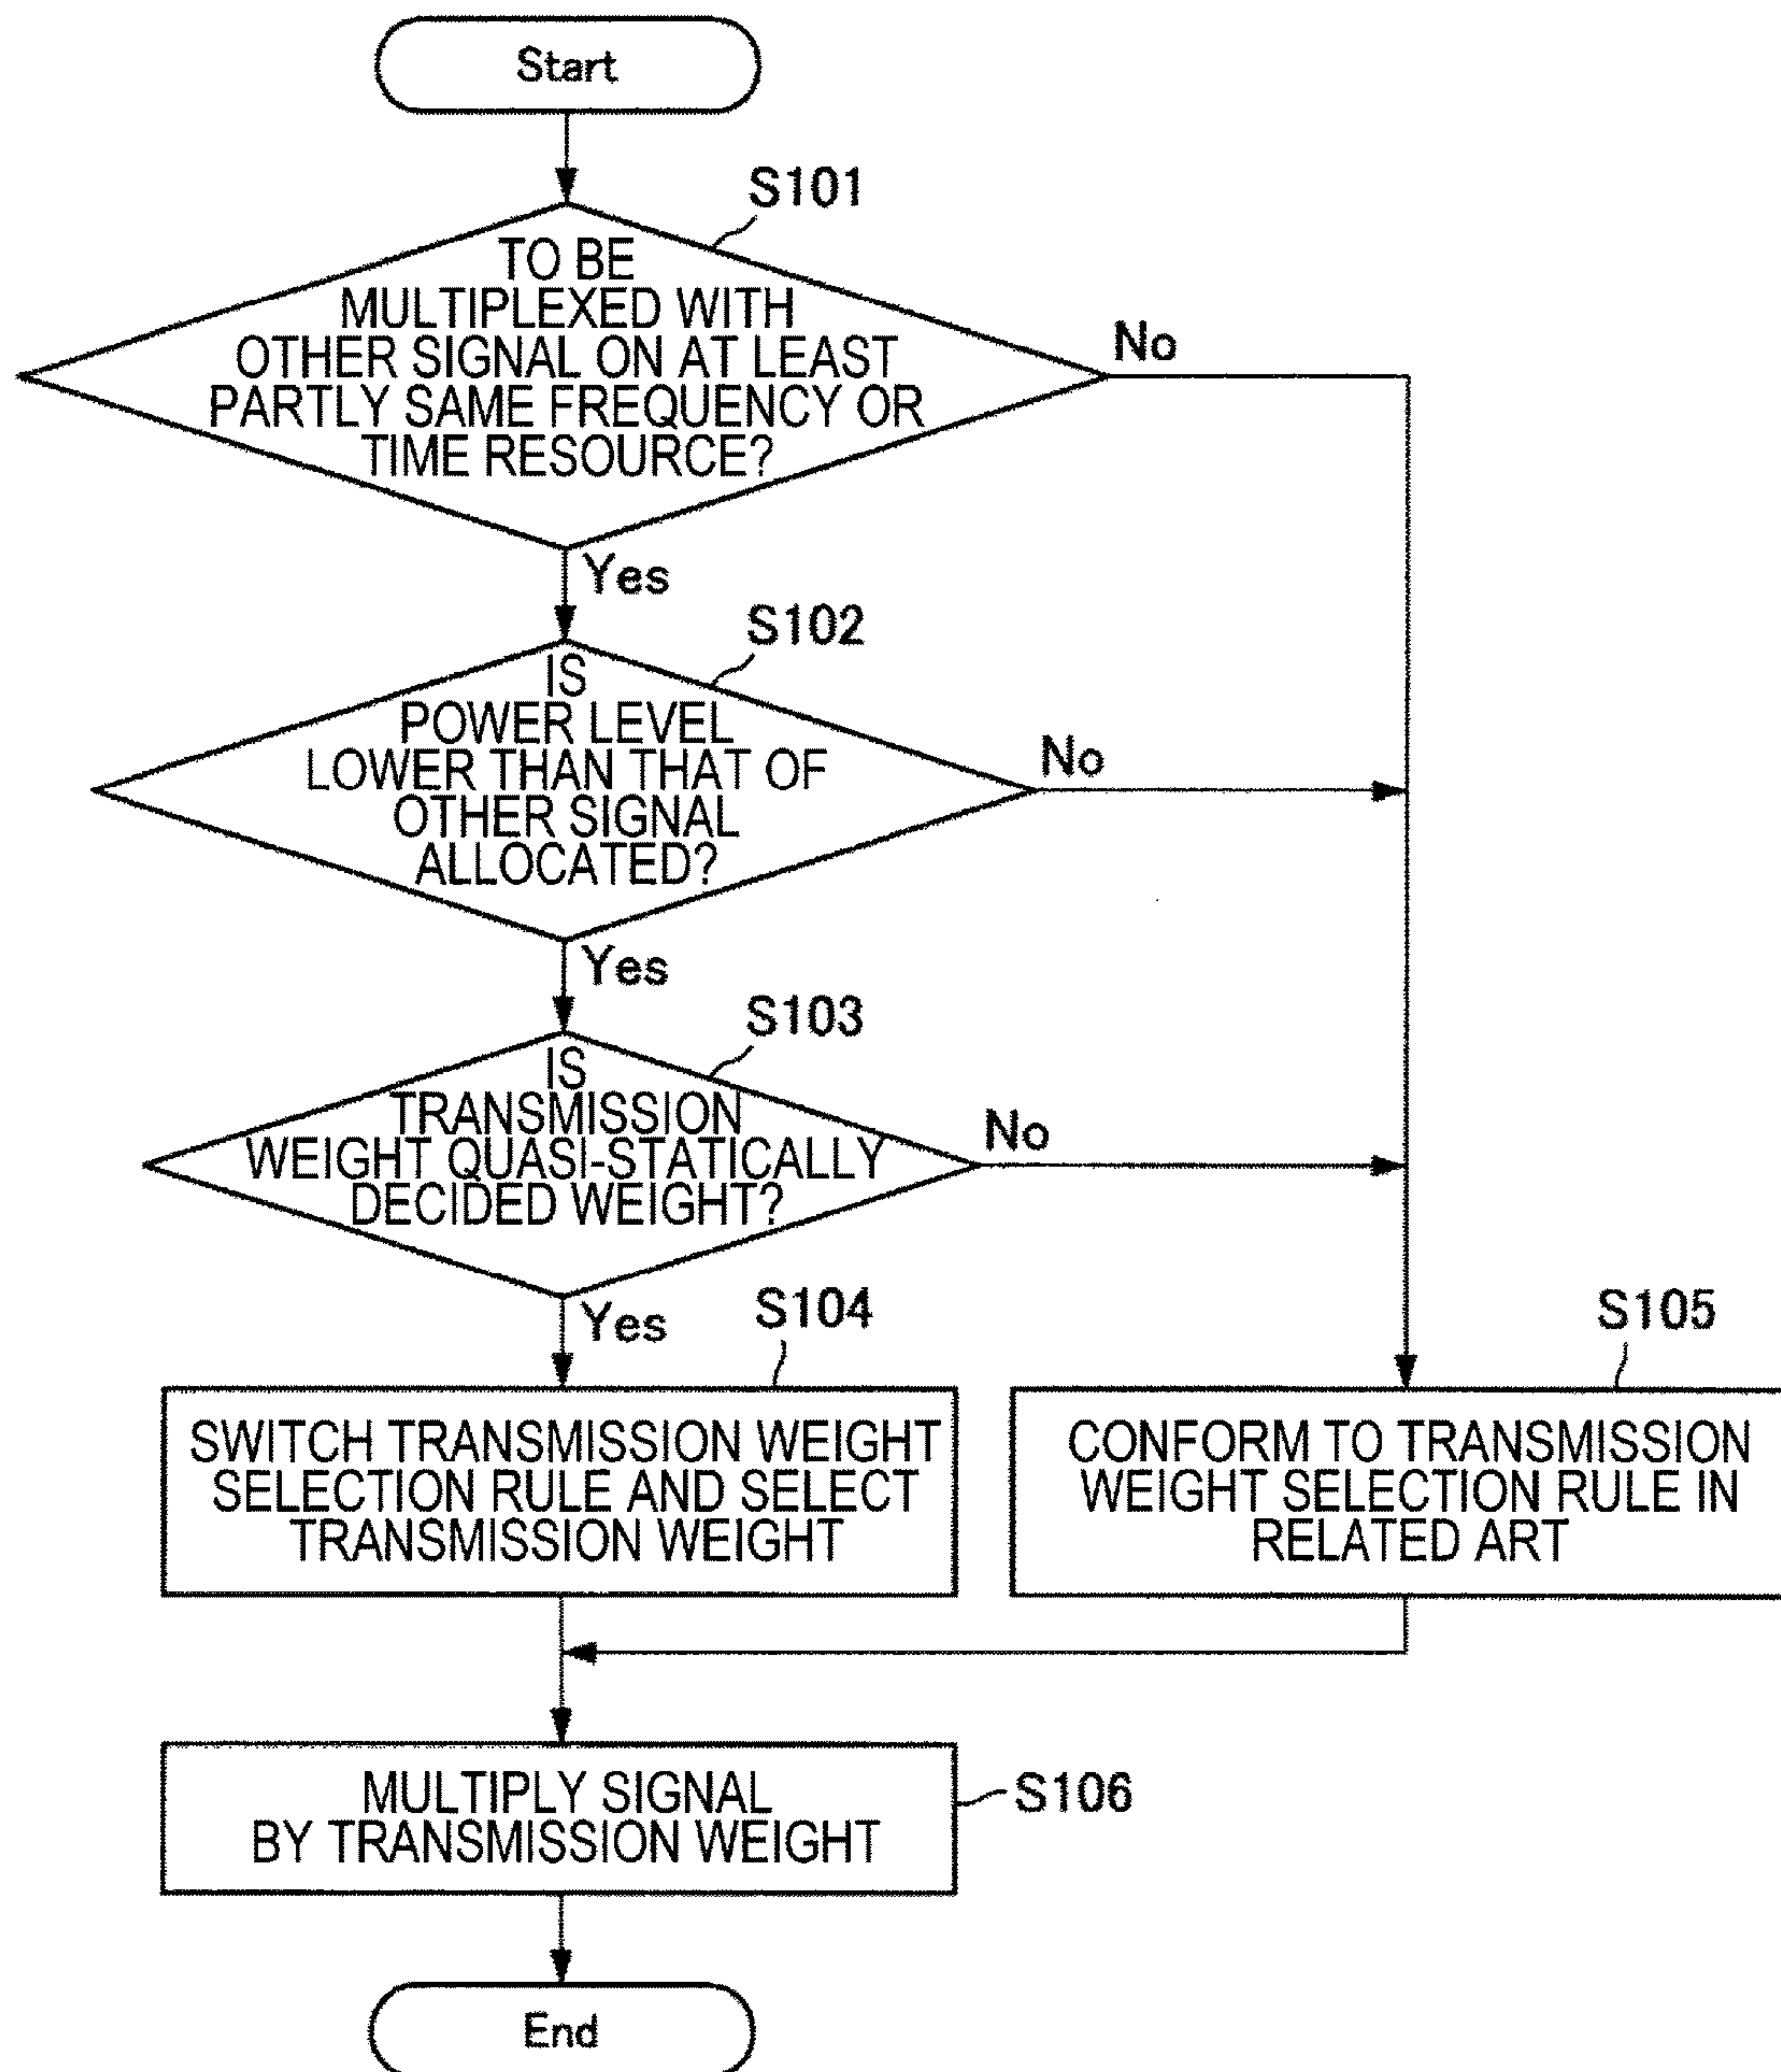 Start
S101
TO BE
MULTIPLEXED WITH
OTHER SIGNAL ON AT LEAST
PARTLY SAME FREQUENCY OR
TIME RESOURCE?
No
Yes
S102
IS
POWER LEVEL
LOWER THAN THAT OF
OTHER SIGNAL
ALLOCATED?
No
Yes
S103
IS
TRANSMISSION
WEIGHT QUASI-STATICALLY
DECIDED WEIGHT?
No
Yes
S104
SWITCH TRANSMISSION WEIGHT
SELECTION RULE AND SELECT
TRANSMISSION WEIGHT
S105
CONFORM TO TRANSMISSION
WEIGHT SELECTION RULE IN
RELATED ART
MULTIPLY SIGNAL
BY TRANSMISSION WEIGHT
S106
End